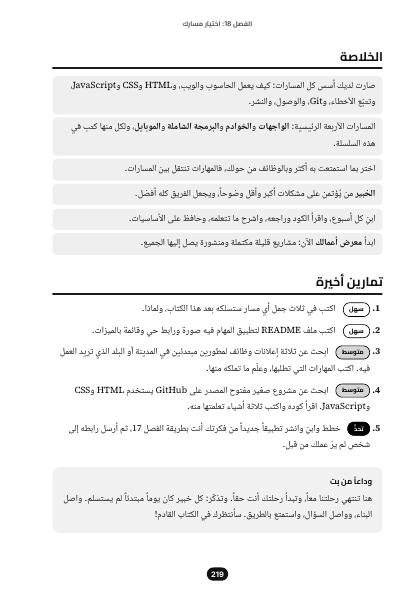 الفصل 18: اختيار مسارك
الخلاصة
صارت لديك أسس كل المسارات: كيف يعمل الحاسوب والويب، وHTML وCSS وJavaScript
وتتبّع الأخطاء، وGit، والوصول، والنشر.
المسارات الأربعة الرئيسية: الواجهات والخوادم والبرمجة الشاملة والموبايل، ولكل منها كتب في
هذه السلسلة.
اختر بما استمتعت به أكثر وبالوظائف من حولك، فالمهارات تنتقل بين المسارات.
الخبير من يُؤتمن على مشكلات أكبر وأقل وضوحاً، ويجعل الفريق كله أفضل.
ابنِ كل أسبوع، واقرأ الكود وراجعه، واشرح ما تتعلمه، وحافظ على الأساسيات.
ابدأ معرض أعمالك الآن: مشاريع قليلة مكتملة ومنشورة يصل إليها الجميع.
تمارين أخيرة
1. سهل اكتب في ثلاث جمل أي مسار ستسلكه بعد هذا الكتاب، ولماذا.
2. سهل اكتب ملف README لتطبيق المهام فيه صورة ورابط حي وقائمة بالميزات.
3. متوسط ابحث عن ثلاثة إعلانات وظائف لمطورين مبتدئين في المدينة أو البلد الذي تريد العمل
فيه. اكتب المهارات التي تطلبها، وعلّم ما تملكه منها.
4. متوسط ابحث عن مشروع صغير مفتوح المصدر على GitHub يستخدم HTML وCSS
وJavaScript. اقرأ كوده واكتب ثلاثة أشياء تعلمتها منه.
5. تحدٍّ خطط وابنِ وانشر تطبيقاً جديداً من فكرتك أنت بطريقة الفصل 17، ثم أرسل رابطه إلى
شخص لم يرَ عملك من قبل.
وداعاً من بت
هنا تنتهي رحلتنا معاً، وتبدأ رحلتك أنت حقاً. وتذكّر: كل خبير كان يوماً مبتدئاً لم يستسلم. واصل
البناء، وواصل السؤال، واستمتع بالطريق. سأنتظرك في الكتاب القادم!
219